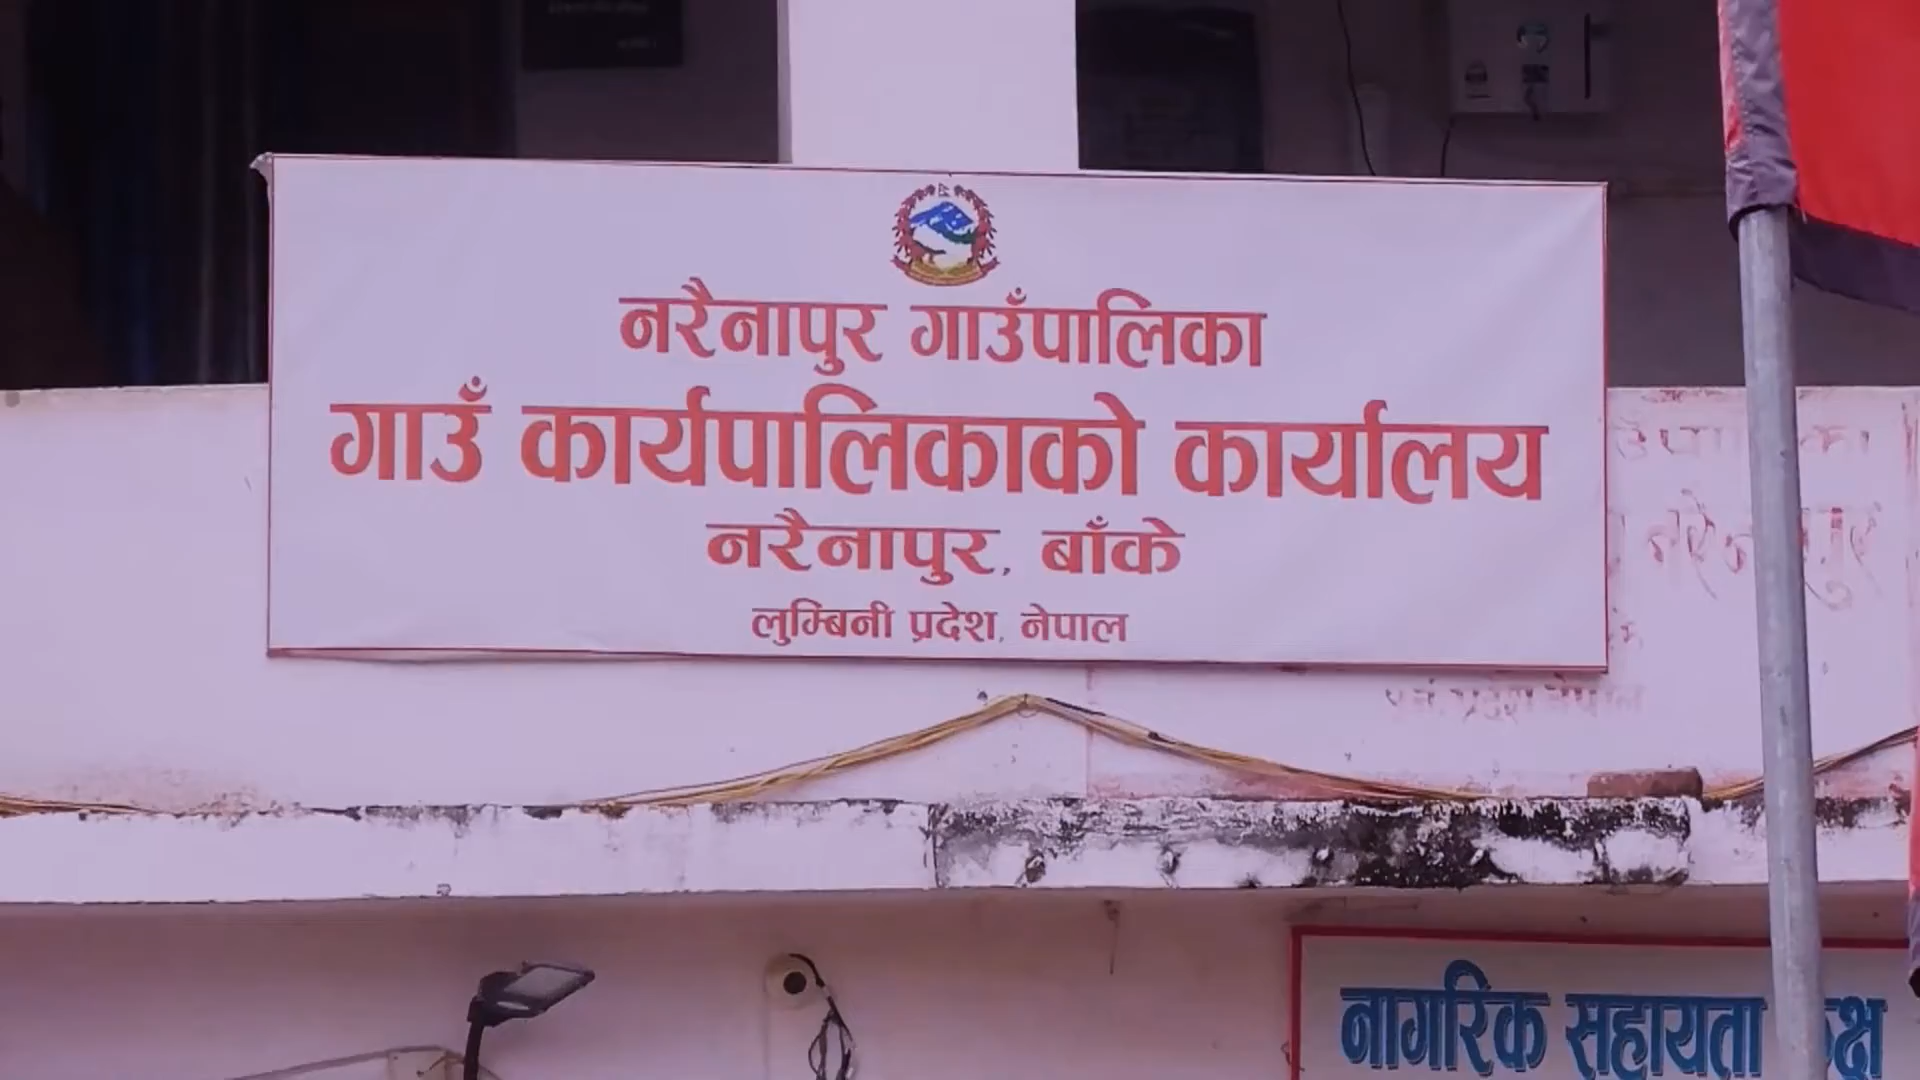 नरैनापुर गाउँपालिका
गाउँ कार्यपालिकाको कार्यालय
नरैनापुर, बाँके
लुम्बिनी प्रदेश, नेपाल
नागरिक सहायता